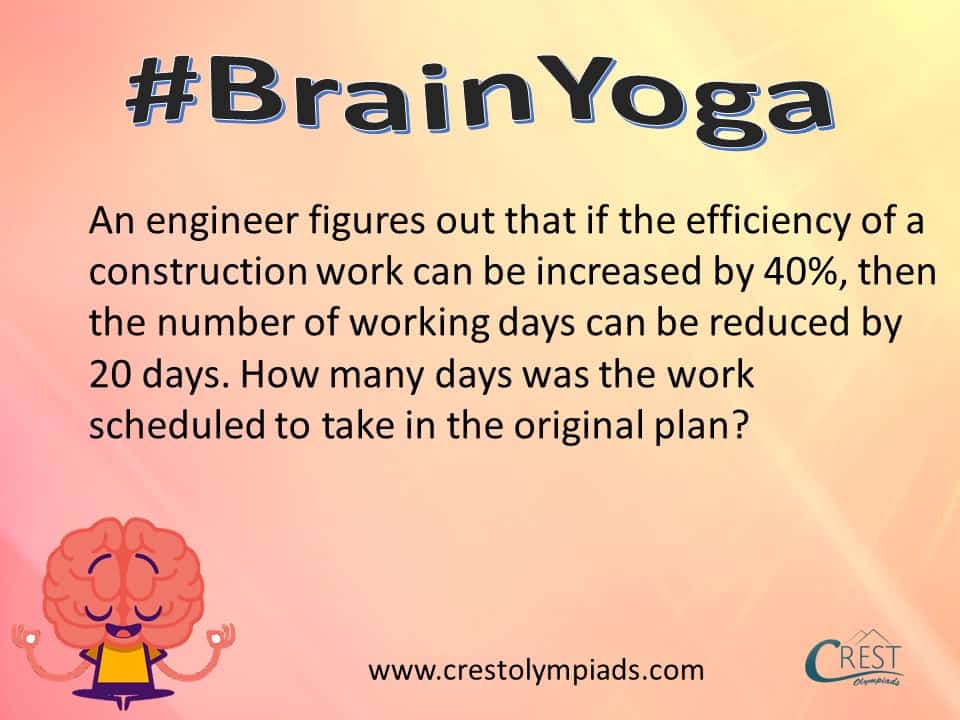 #BrainYoga
An engineer figures out that if the efficiency of a
construction work can be increased by 40%, then
the number of working days can be reduced by
20 days. How many days was the work
scheduled to take in the original plan?
www.crestolympiads.com
CREST
Olympiads